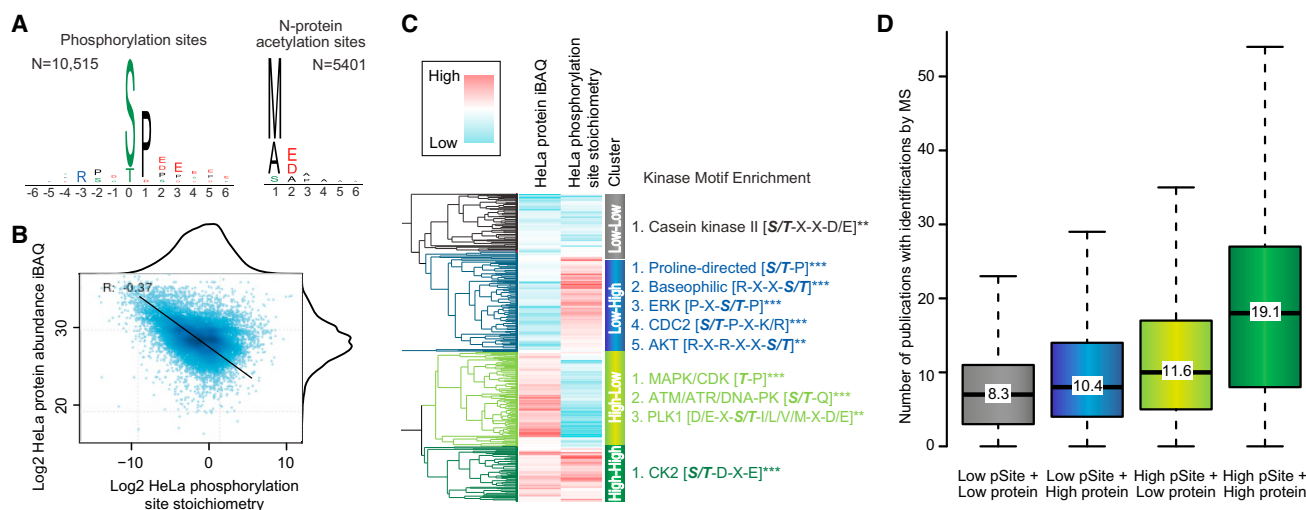 A
Phosphorylation sites
N=10,515
S
T
P
R
P
S
E
D
P
E
-6 -5 -4 -3 -2 -1 0 1 2 3 4 5 6
N-protein
acetylation sites
N=5401
M
A
S
E
D
A
1 2 3 4 5 6
B
Log2 HeLa protein abundance iBAQ
R: -0.37
30
20
−10 0 10
Log2 HeLa phosphorylation
site stoichiometry
C
High
Low
HeLa protein iBAQ
HeLa phosphorylation
site stoichiometry
Cluster
Kinase Motif Enrichment
Low-Low
1. Casein kinase II [S/T-X-X-D/E]**
Low-High
1. Proline-directed [S/T-P]***
2. Baseophilic [R-X-X-S/T]***
3. ERK [P-X-S/T-P]***
4. CDC2 [S/T-P-X-K/R]***
5. AKT [R-X-R-X-X-S/T]**
High-Low
1. MAPK/CDK [T-P]***
2. ATM/ATR/DNA-PK [S/T-Q]***
3. PLK1 [D/E-X-S/T-I/L/V/M-X-D/E]**
High-High
1. CK2 [S/T-D-X-E]***
D
Number of publications with identifications by MS
50
40
30
20
10
0
8.3
10.4
11.6
19.1
Low pSite +
Low protein
Low pSite +
High protein
High pSite +
Low protein
High pSite +
High protein